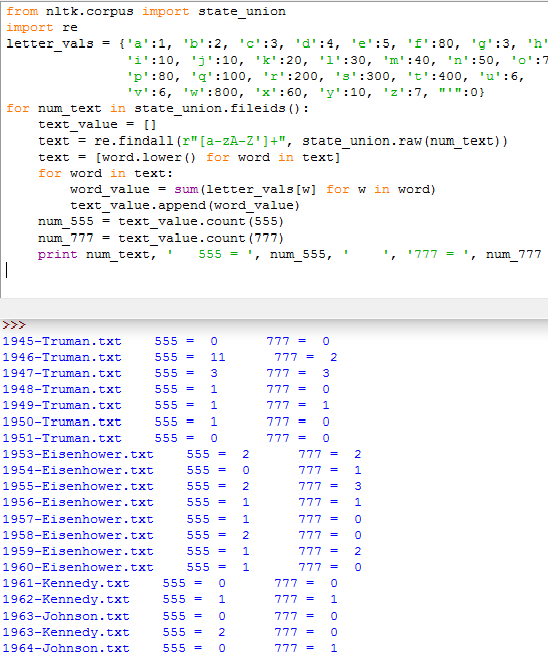 from nltk.corpus import state_union
import re
letter_vals = {'a':1, 'b':2, 'c':3, 'd':4, 'e':5, 'f':80, 'g':3, 'h'
'i':10, 'j':10, 'k':20, 'l':30, 'm':40, 'n':50, 'o':7
'p':80, 'q':100, 'r':200, 's':300, 't':400, 'u':6,
'v':6, 'w':800, 'x':60, 'y':10, 'z':7, "'":0}
for num_text in state_union.fileids():
    text_value = []
    text = re.findall(r"[a-zA-Z']+", state_union.raw(num_text))
    text = [word.lower() for word in text]
    for word in text:
        word_value = sum(letter_vals[w] for w in word)
        text_value.append(word_value)
    num_555 = text_value.count(555)
    num_777 = text_value.count(777)
    print num_text, '   555 = ', num_555, '    ', '777 = ', num_777
>>>
1945-Truman.txt    555 =  0      777 =  0
1946-Truman.txt    555 =  11      777 =  2
1947-Truman.txt    555 =  3      777 =  3
1948-Truman.txt    555 =  1      777 =  0
1949-Truman.txt    555 =  1      777 =  1
1950-Truman.txt    555 =  1      777 =  0
1951-Truman.txt    555 =  0      777 =  0
1953-Eisenhower.txt    555 =  2      777 =  2
1954-Eisenhower.txt    555 =  0      777 =  1
1955-Eisenhower.txt    555 =  2      777 =  3
1956-Eisenhower.txt    555 =  1      777 =  1
1957-Eisenhower.txt    555 =  1      777 =  0
1958-Eisenhower.txt    555 =  2      777 =  0
1959-Eisenhower.txt    555 =  1      777 =  2
1960-Eisenhower.txt    555 =  1      777 =  0
1961-Kennedy.txt    555 =  0      777 =  0
1962-Kennedy.txt    555 =  1      777 =  1
1963-Johnson.txt    555 =  0      777 =  0
1963-Kennedy.txt    555 =  2      777 =  0
1964-Johnson.txt    555 =  0      777 =  1